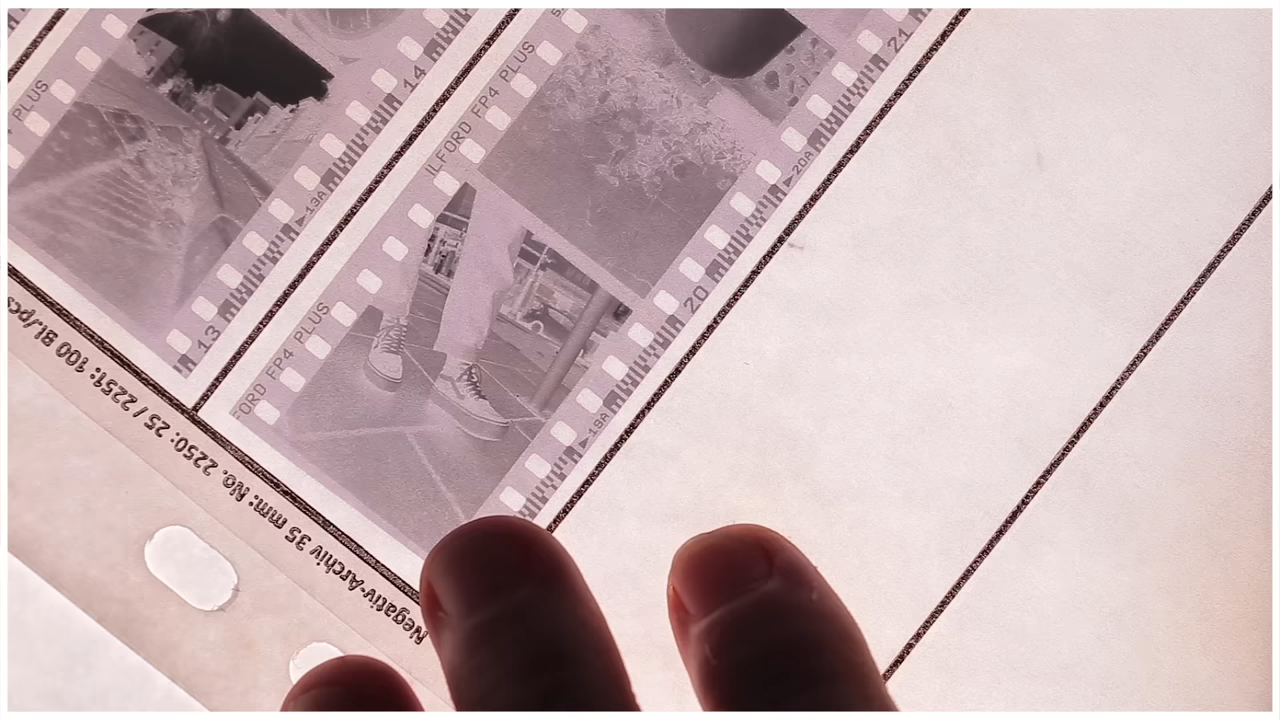 PLUS
14
13A
13
ILFORD FP4 PLUS
21
20A
20
FORD FP4 PLUS
19A
Negativ-Archiv 35 mm: No. 2250: 25 / 2251: 100 Bl./pcs